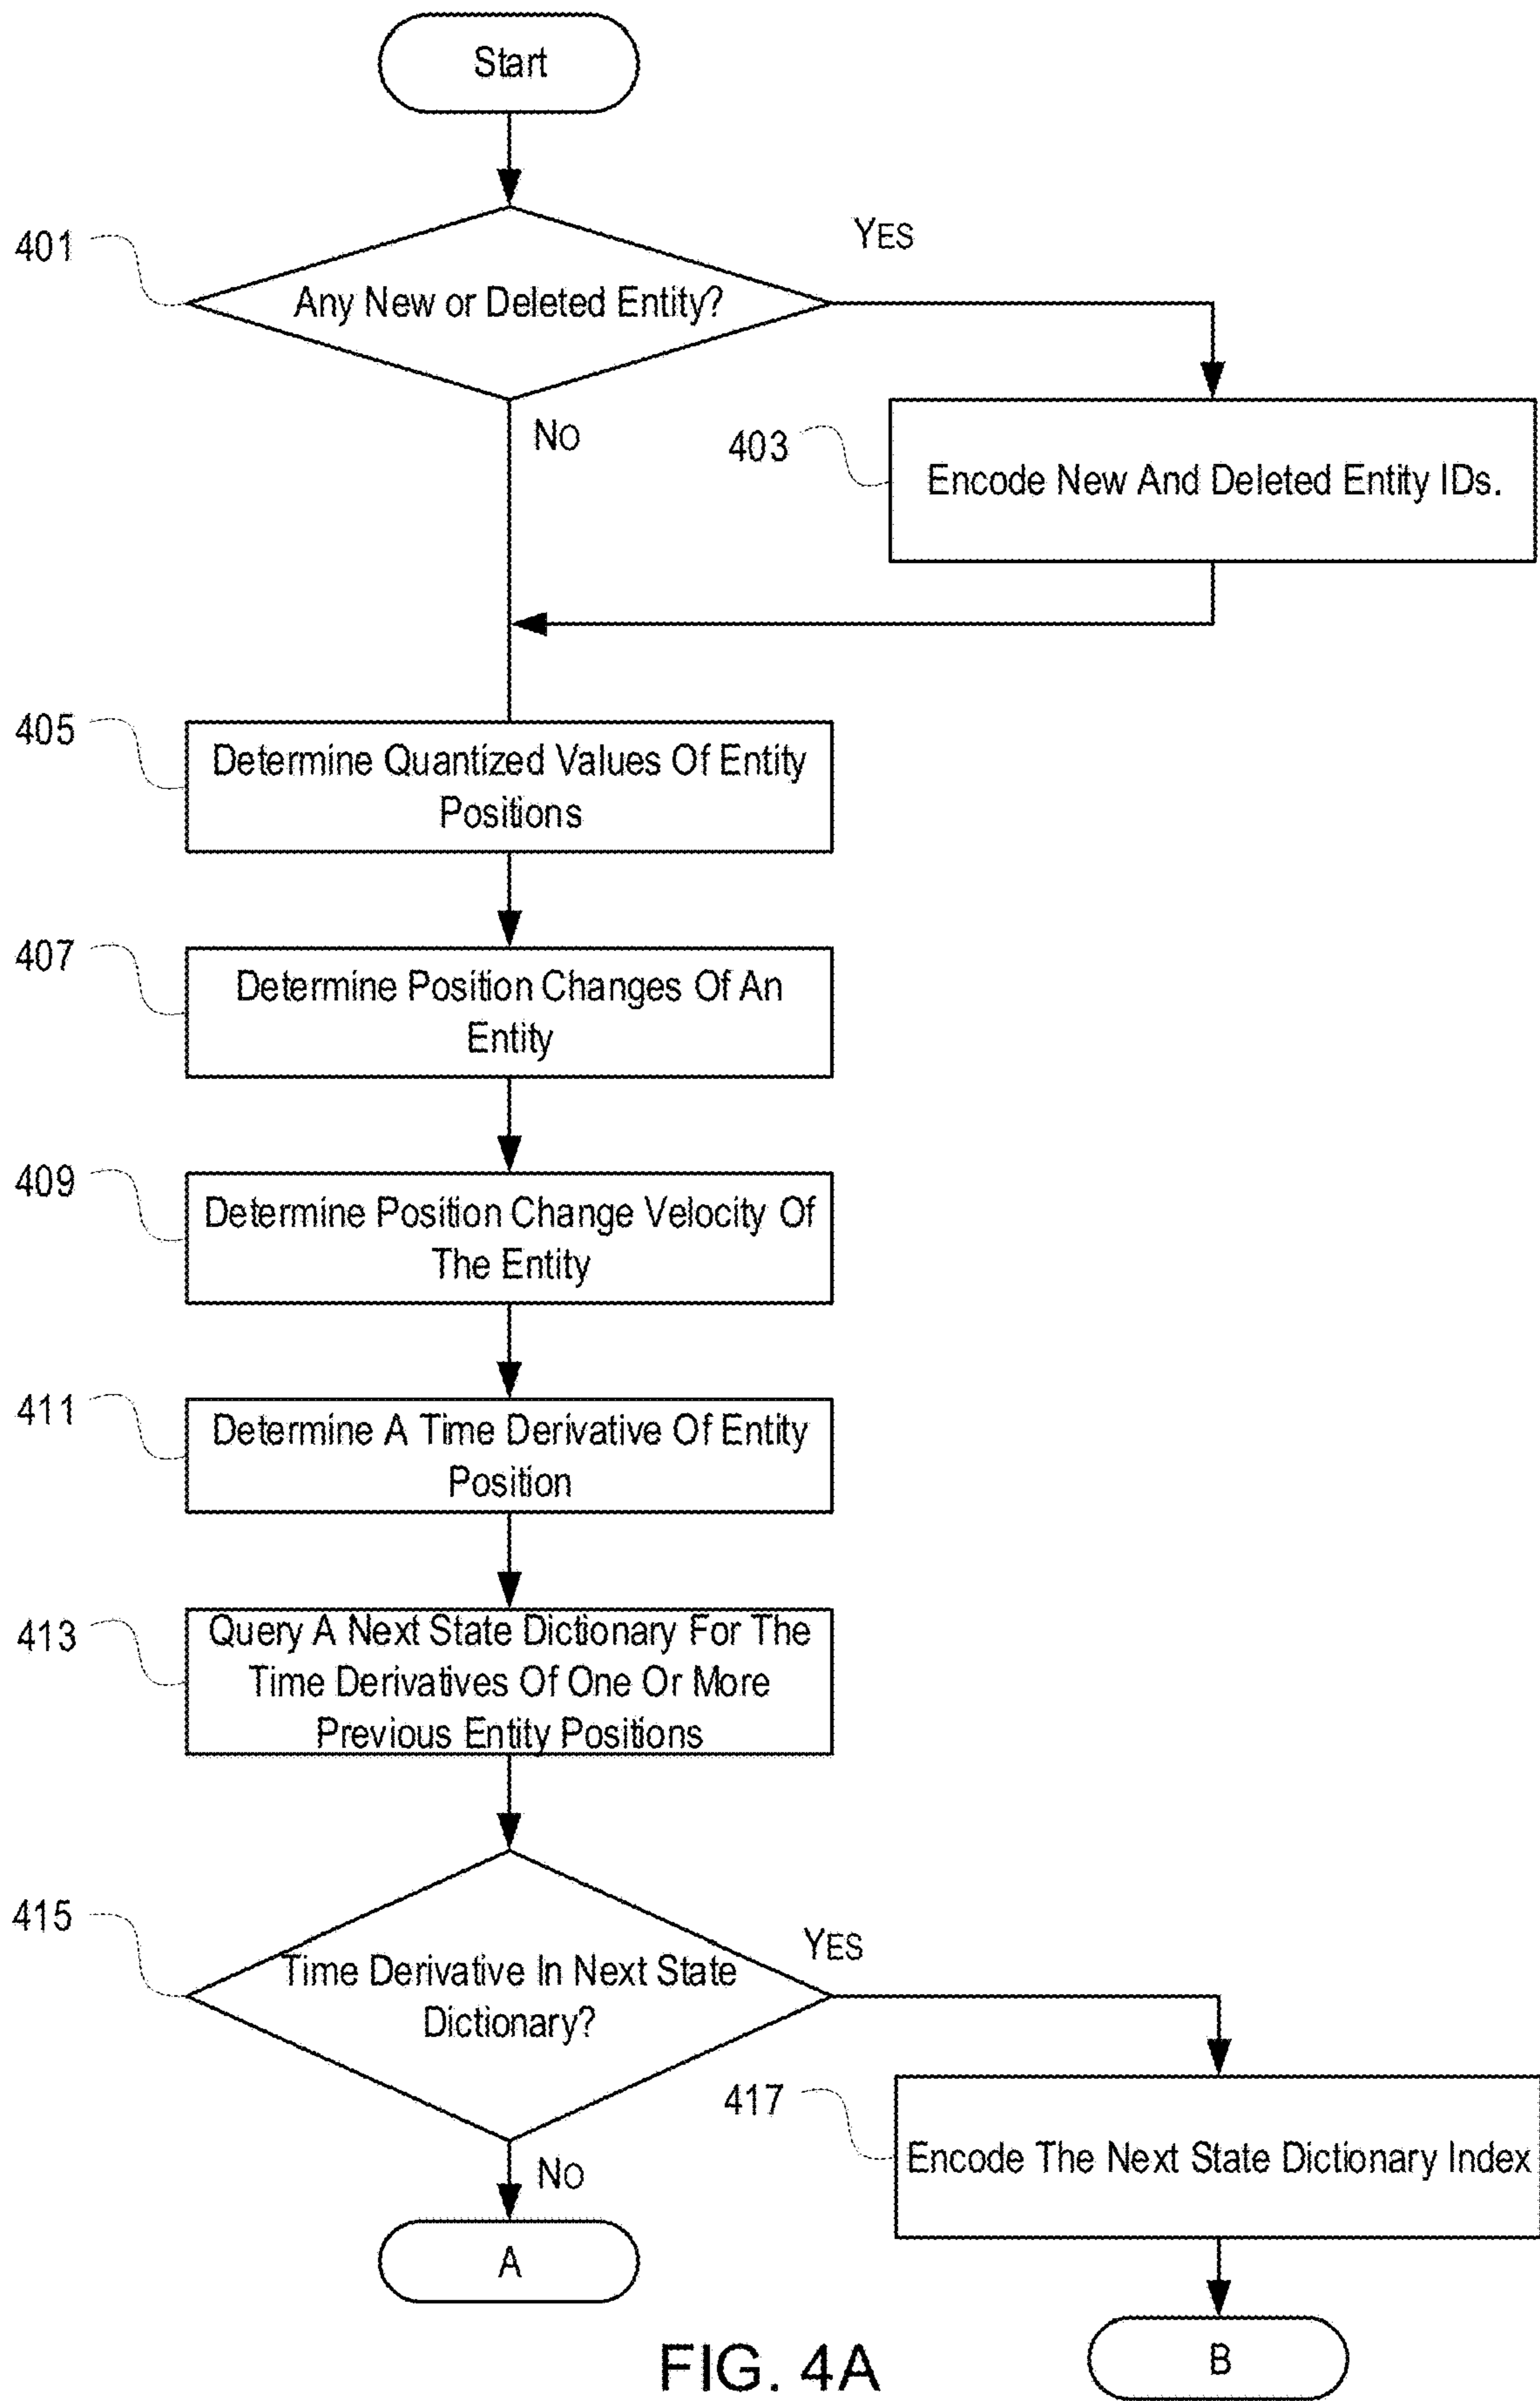 Start
401
YES
Any New or Deleted Entity?
NO
403
Encode New And Deleted Entity IDs.
405
Determine Quantized Values Of Entity
Positions
407
Determine Position Changes Of An
Entity
409
Determine Position Change Velocity Of
The Entity
411
Determine A Time Derivative Of Entity
Position
413
Query A Next State Dictionary For The
Time Derivatives Of One Or More
Previous Entity Positions
415
YES
Time Derivative In Next State
Dictionary?
417
Encode The Next State Dictionary Index
NO
A
B
FIG. 4A